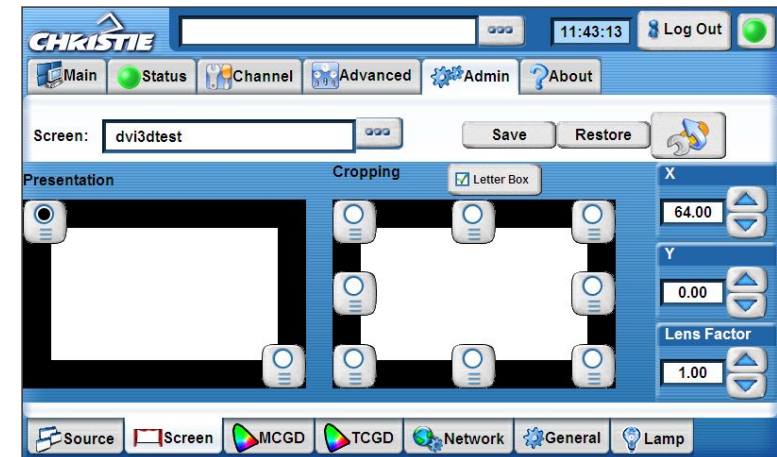 CHRISTIE 11:43:13 Log Out
Main Status Channel Advanced Admin About
Screen: dvi3dtest Save Restore
Presentation Cropping Letter Box X
64.00
Y
0.00
Lens Factor
1.00
Source Screen MCGD TCGD Network General Lamp